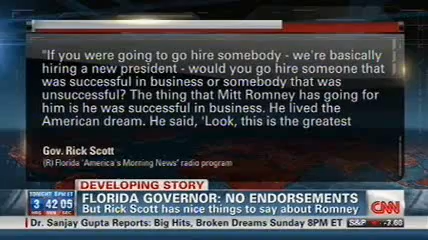 "If you were going to go hire somebody - we're basically
hiring a new president - would you go hire someone that
was successful in business or somebody that was
unsuccessful? The thing that Mitt Romney has going for
him is he was successful in business. He lived the
American dream. He said, 'Look, this is the greatest
Gov. Rick Scott
(R) Florida "America's Morning News" radio program
DEVELOPING STORY
TONIGHT 8PM ET
3 42:05
FLORIDA GOVERNOR: NO ENDORSEMENTS
But Rick Scott has nice things to say about Romney
CNN
Dr. Sanjay Gupta Reports: Big Hits, Broken Dreams Sunday 8PM ET
S&P -7.60